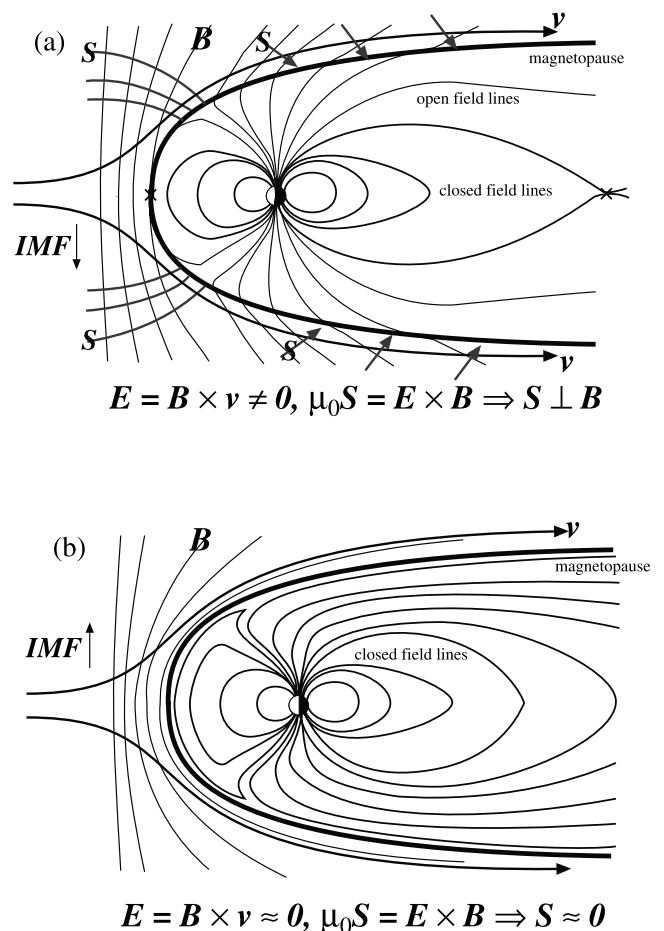 (a)
S
B
S
v
magnetopause
open field lines
closed field lines
IMF
S
S
v
E = B × v ≠ 0, μ₀S = E × B ⇒ S ⊥ B
(b)
B
v
magnetopause
IMF
closed field lines
E = B × v ≈ 0, μ₀S = E × B ⇒ S ≈ 0